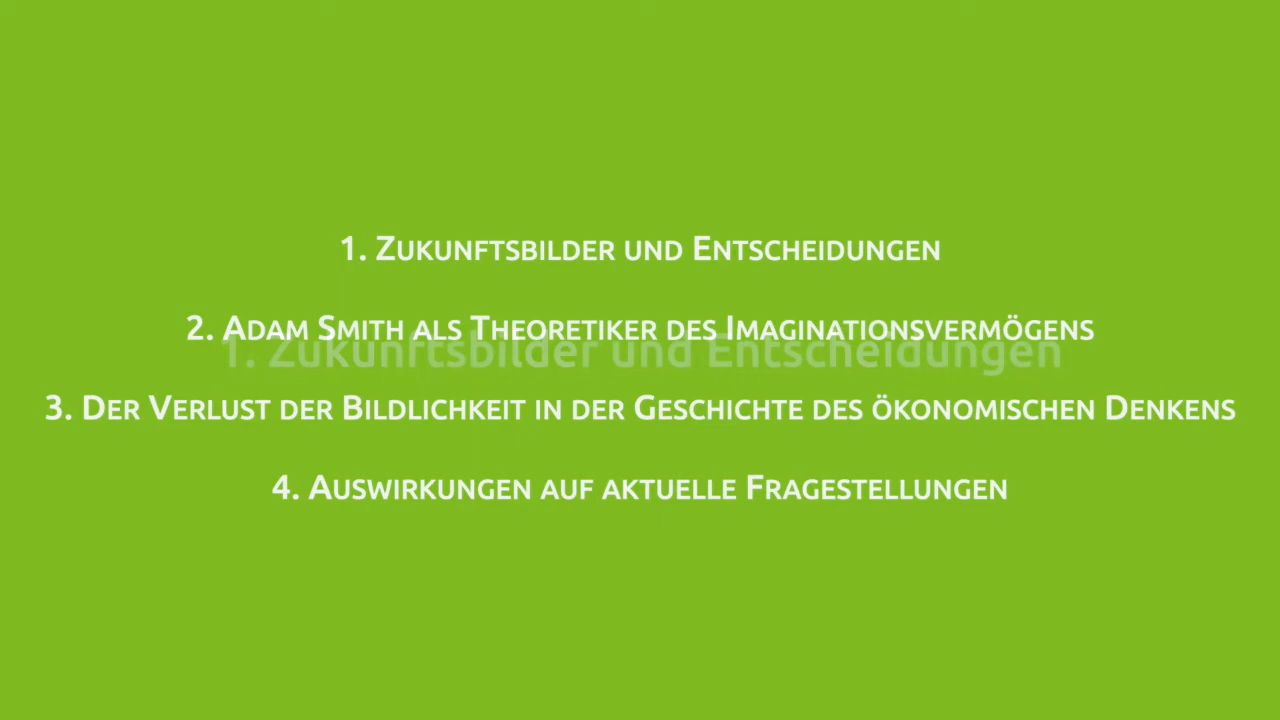 1. Zukunftsbilder und Entscheidungen
2. Adam Smith als Theoretiker des Imaginationsvermögens
1. Zukunftsbilder und Entscheidungen
3. Der Verlust der Bildlichkeit in der Geschichte des ökonomischen Denkens
4. Auswirkungen auf aktuelle Fragestellungen